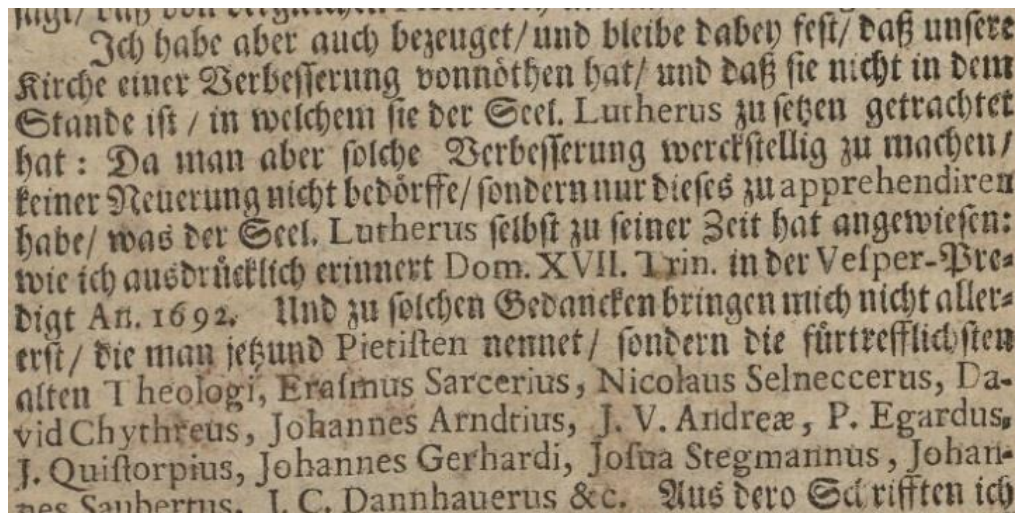 Ich habe aber auch bezeuget/ und bleibe dabey fest/ daß unsere
Kirche einer Verbesserung vonnöthen hat/ und daß sie nicht in dem
Stande ist / in welchem sie der Seel. Lutherus zu setzen getrachtet
hat : Da man aber solche Verbesserung werckstellig zu machen/
keiner Neuerung nicht bedörffe/ sondern nur dieses zu apprehendiren
habe/ was der Seel. Lutherus selbst zu seiner Zeit hat angewiesen:
wie ich ausdrücklich erinnert Dom. XVII. Trin. in der Vesper-Pre-
digt An. 1692. Und zu solchen Gedancken bringen mich nicht aller-
erst/ die man jetzund Pietisten nennet/ sondern die fürtrefflichsten
alten Theologi, Erasmus Sarcerius, Nicolaus Selneccerus, Da-
vid Chythreus, Johannes Arndtius, J. V. Andreæ, P. Egardus,
J. Quistorpius, Johannes Gerhardi, Josua Stegmannus, Johan-
nes Saubertus, J. C. Dannhauerus &c. Aus dero Schrifften ich